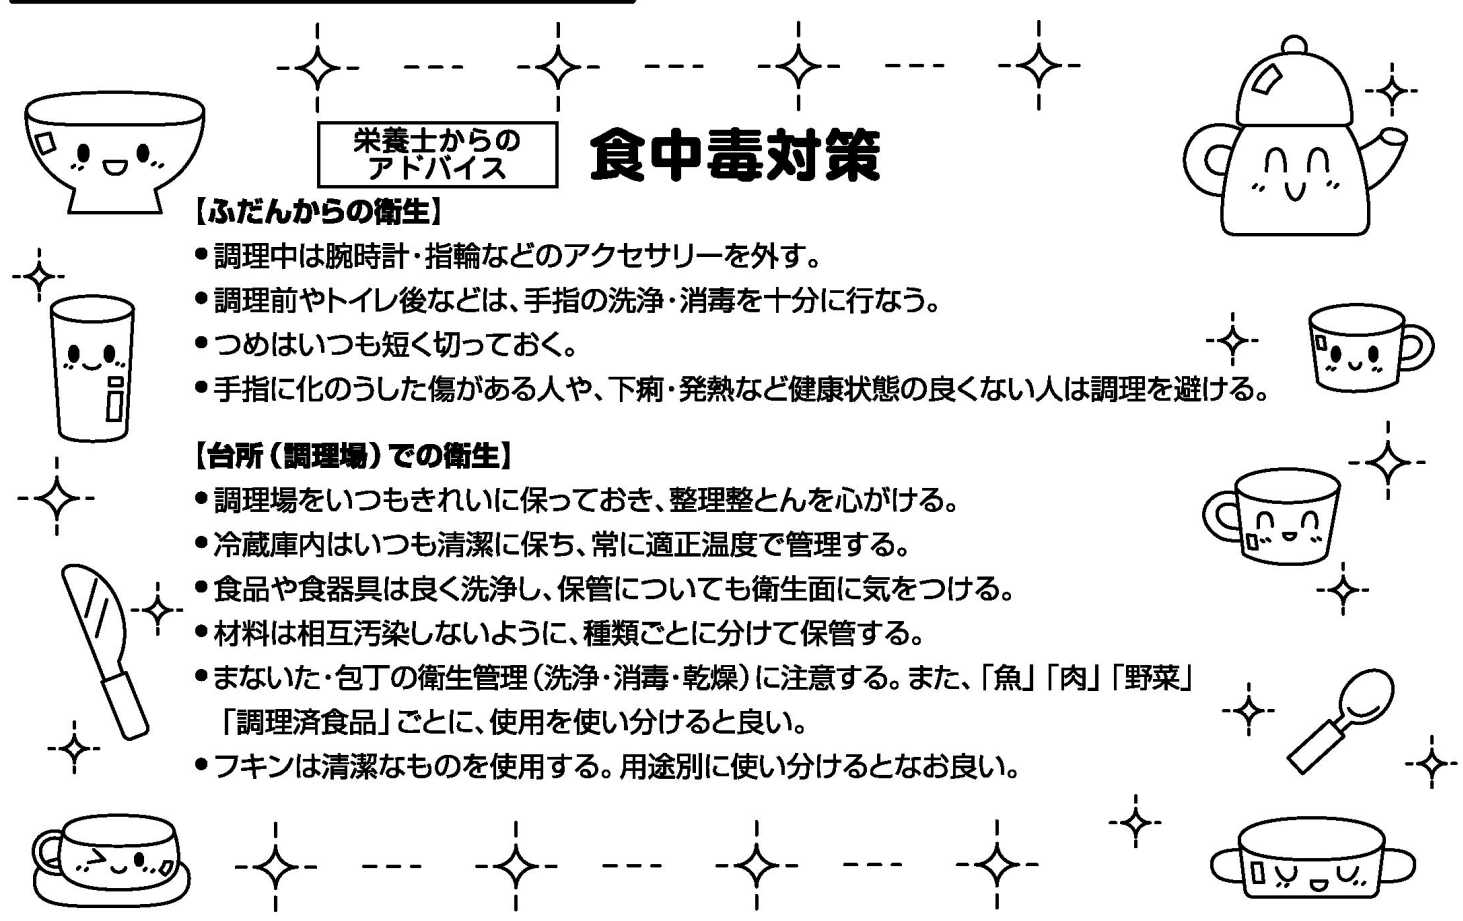 栄養士からの
アドバイス
食中毒対策
【ふだんからの衛生】
●調理中は腕時計・指輪などのアクセサリーを外す。
●調理前やトイレ後などは、手指の洗浄・消毒を十分に行なう。
●つめはいつも短く切っておく。
●手指に化のうした傷がある人や、下痢・発熱など健康状態の良くない人は調理を避ける。
【台所（調理場）での衛生】
●調理場をいつもきれいに保っておき、整理整とんを心がける。
●冷蔵庫内はいつも清潔に保ち、常に適正温度で管理する。
●食品や食器具は良く洗浄し、保管についても衛生面に気をつける。
●材料は相互汚染しないように、種類ごとに分けて保管する。
●まないた・包丁の衛生管理（洗浄・消毒・乾燥）に注意する。また、「魚」「肉」「野菜」
「調理済食品」ごとに、使用を使い分けると良い。
●フキンは清潔なものを使用する。用途別に使い分けるとなお良い。